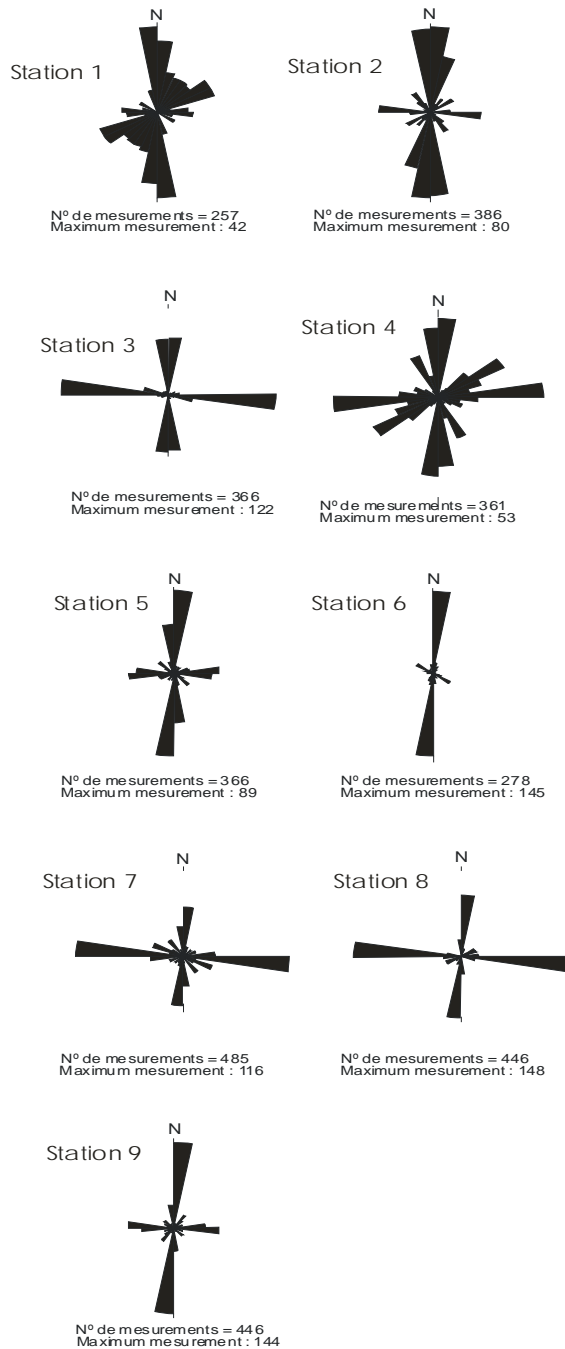 N
Station 1
Nº de mesurements = 257
Maximum mesurement : 42
N
Station 2
Nº de mesurements = 386
Maximum mesurement : 80
N
Station 3
Nº de mesurements = 366
Maximum mesurement : 122
N
Station 4
Nº de mesurements = 361
Maximum mesurement : 53
N
Station 5
Nº de mesurements = 366
Maximum mesurement : 89
N
Station 6
Nº de mesurements = 278
Maximum mesurement : 145
N
Station 7
Nº de mesurements = 485
Maximum mesurement : 116
N
Station 8
Nº de mesurements = 446
Maximum mesurement : 148
N
Station 9
Nº de mesurements = 446
Maximum mesurement : 144